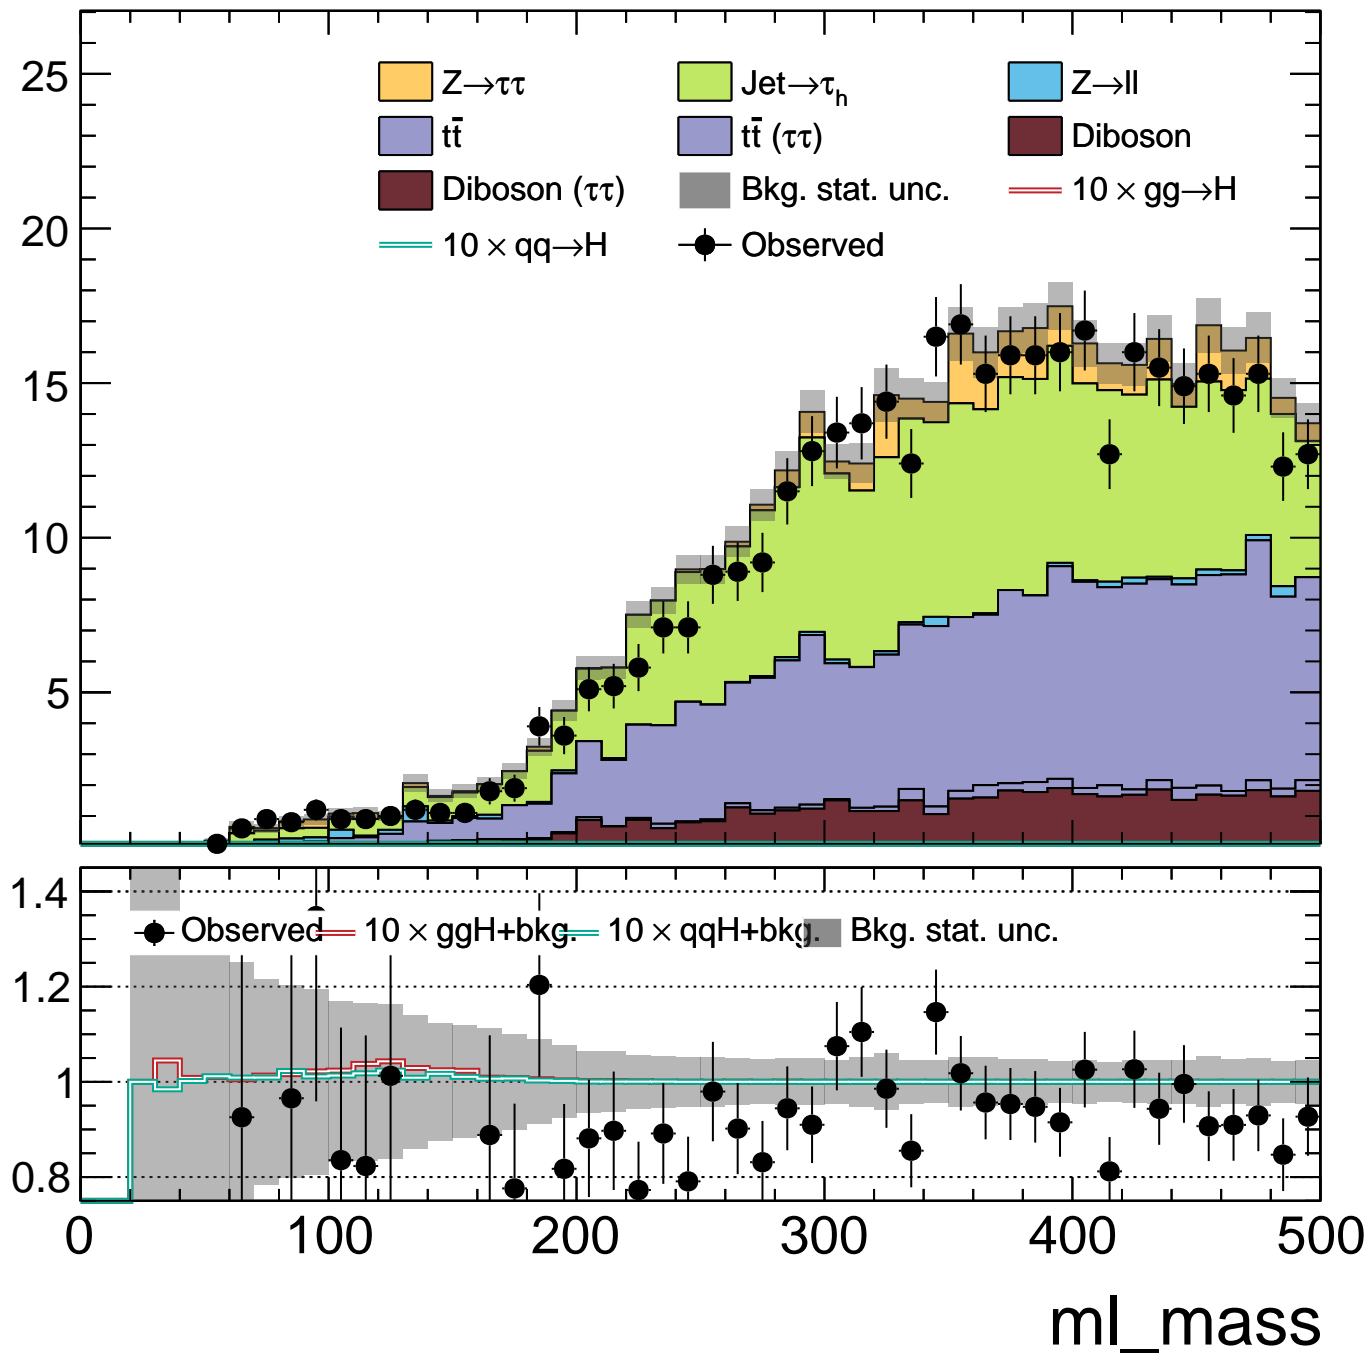 25
20
15
10
5
Z→ττ Jet→τh Z→ll
tt̄ tt̄ (ττ) Diboson
Diboson (ττ) Bkg. stat. unc. 10 × gg→H
10 × qq→H Observed
1.4
1.2
1
0.8
Observed 10 × ggH+bkg. 10 × qqH+bkg. Bkg. stat. unc.
0 100 200 300 400 500
ml_mass